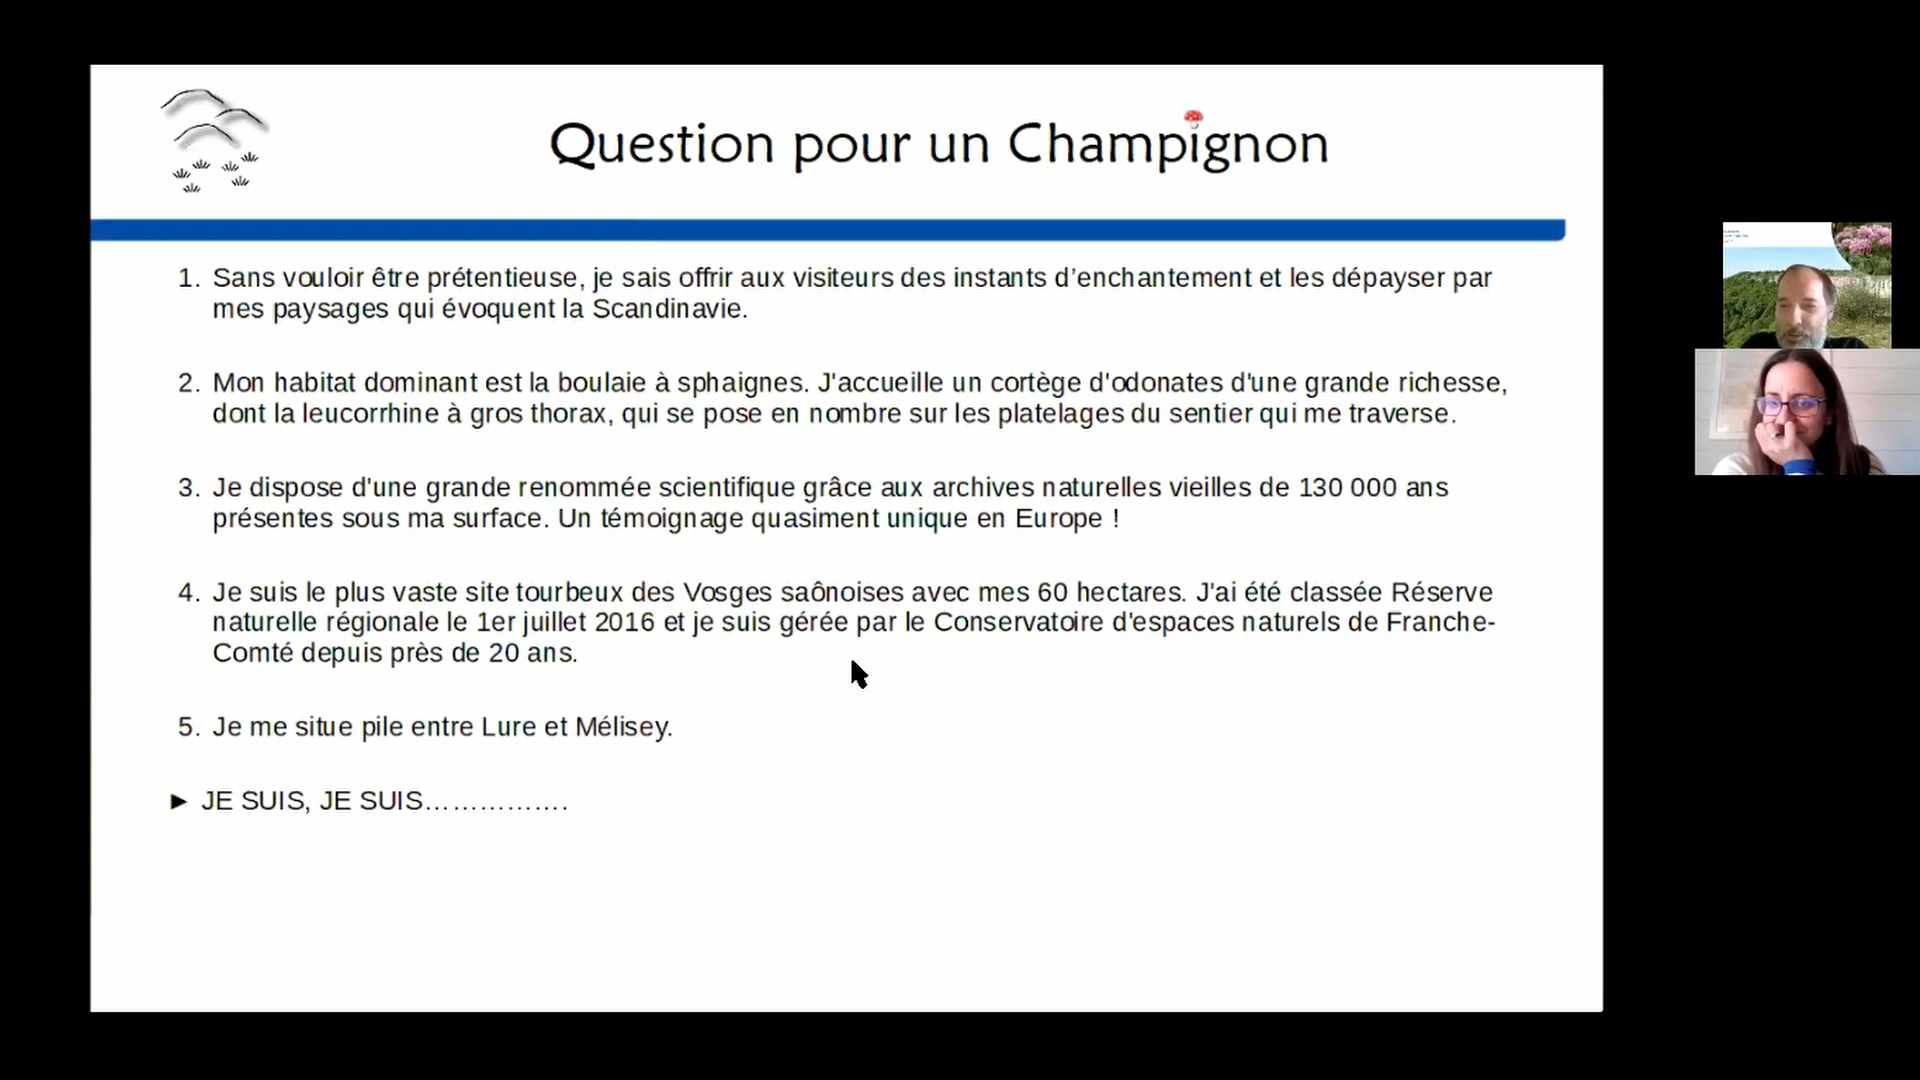 Question pour un Champignon
1. Sans vouloir être prétentieuse, je sais offrir aux visiteurs des instants d’enchantement et les dépayser par
mes paysages qui évoquent la Scandinavie.
2. Mon habitat dominant est la boulaie à sphaignes. J'accueille un cortège d'odonates d'une grande richesse,
dont la leucorrhine à gros thorax, qui se pose en nombre sur les platelages du sentier qui me traverse.
3. Je dispose d'une grande renommée scientifique grâce aux archives naturelles vieilles de 130 000 ans
présentes sous ma surface. Un témoignage quasiment unique en Europe !
4. Je suis le plus vaste site tourbeux des Vosges saônoises avec mes 60 hectares. J'ai été classée Réserve
naturelle régionale le 1er juillet 2016 et je suis gérée par le Conservatoire d'espaces naturels de Franche-
Comté depuis près de 20 ans.
5. Je me situe pile entre Lure et Mélisey.
► JE SUIS, JE SUIS…………….